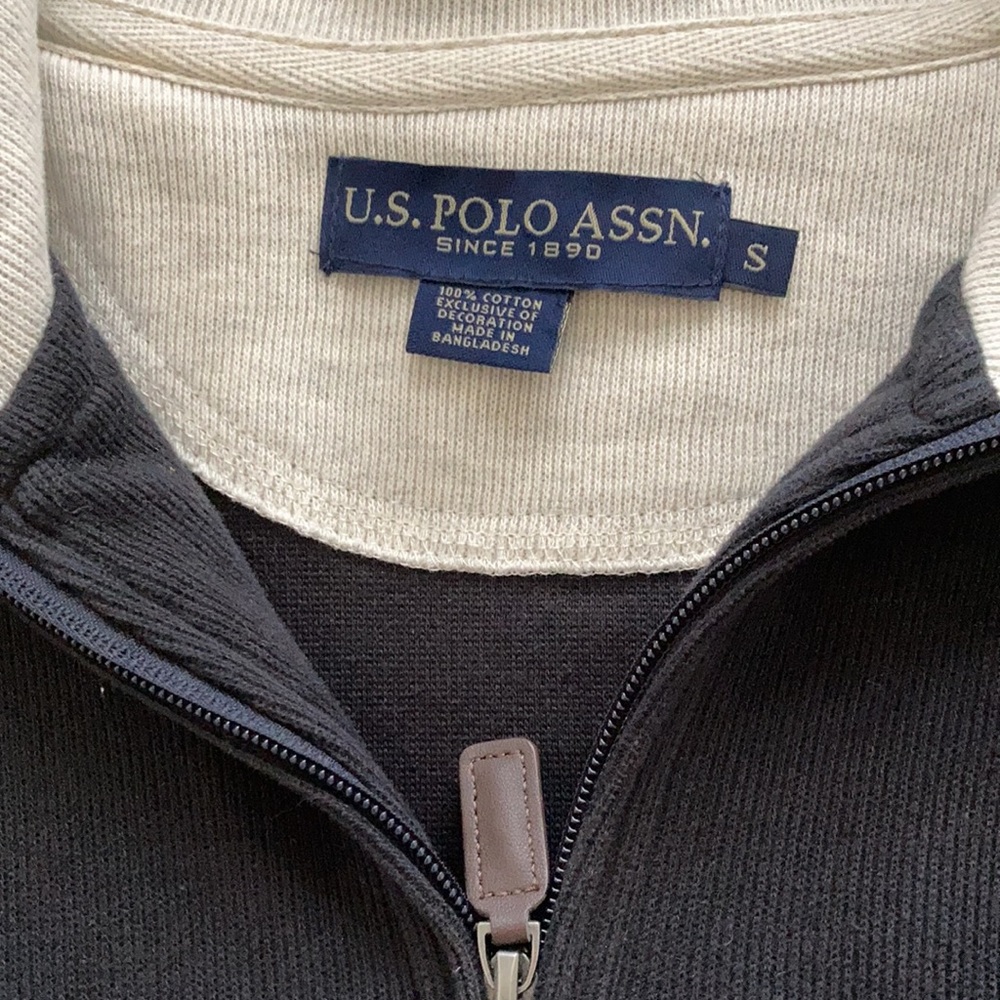 U.S. POLO ASSN.
SINCE 1890
S
100% COTTON
EXCLUSIVE OF
DECORATION
MADE IN
BANGLADESH